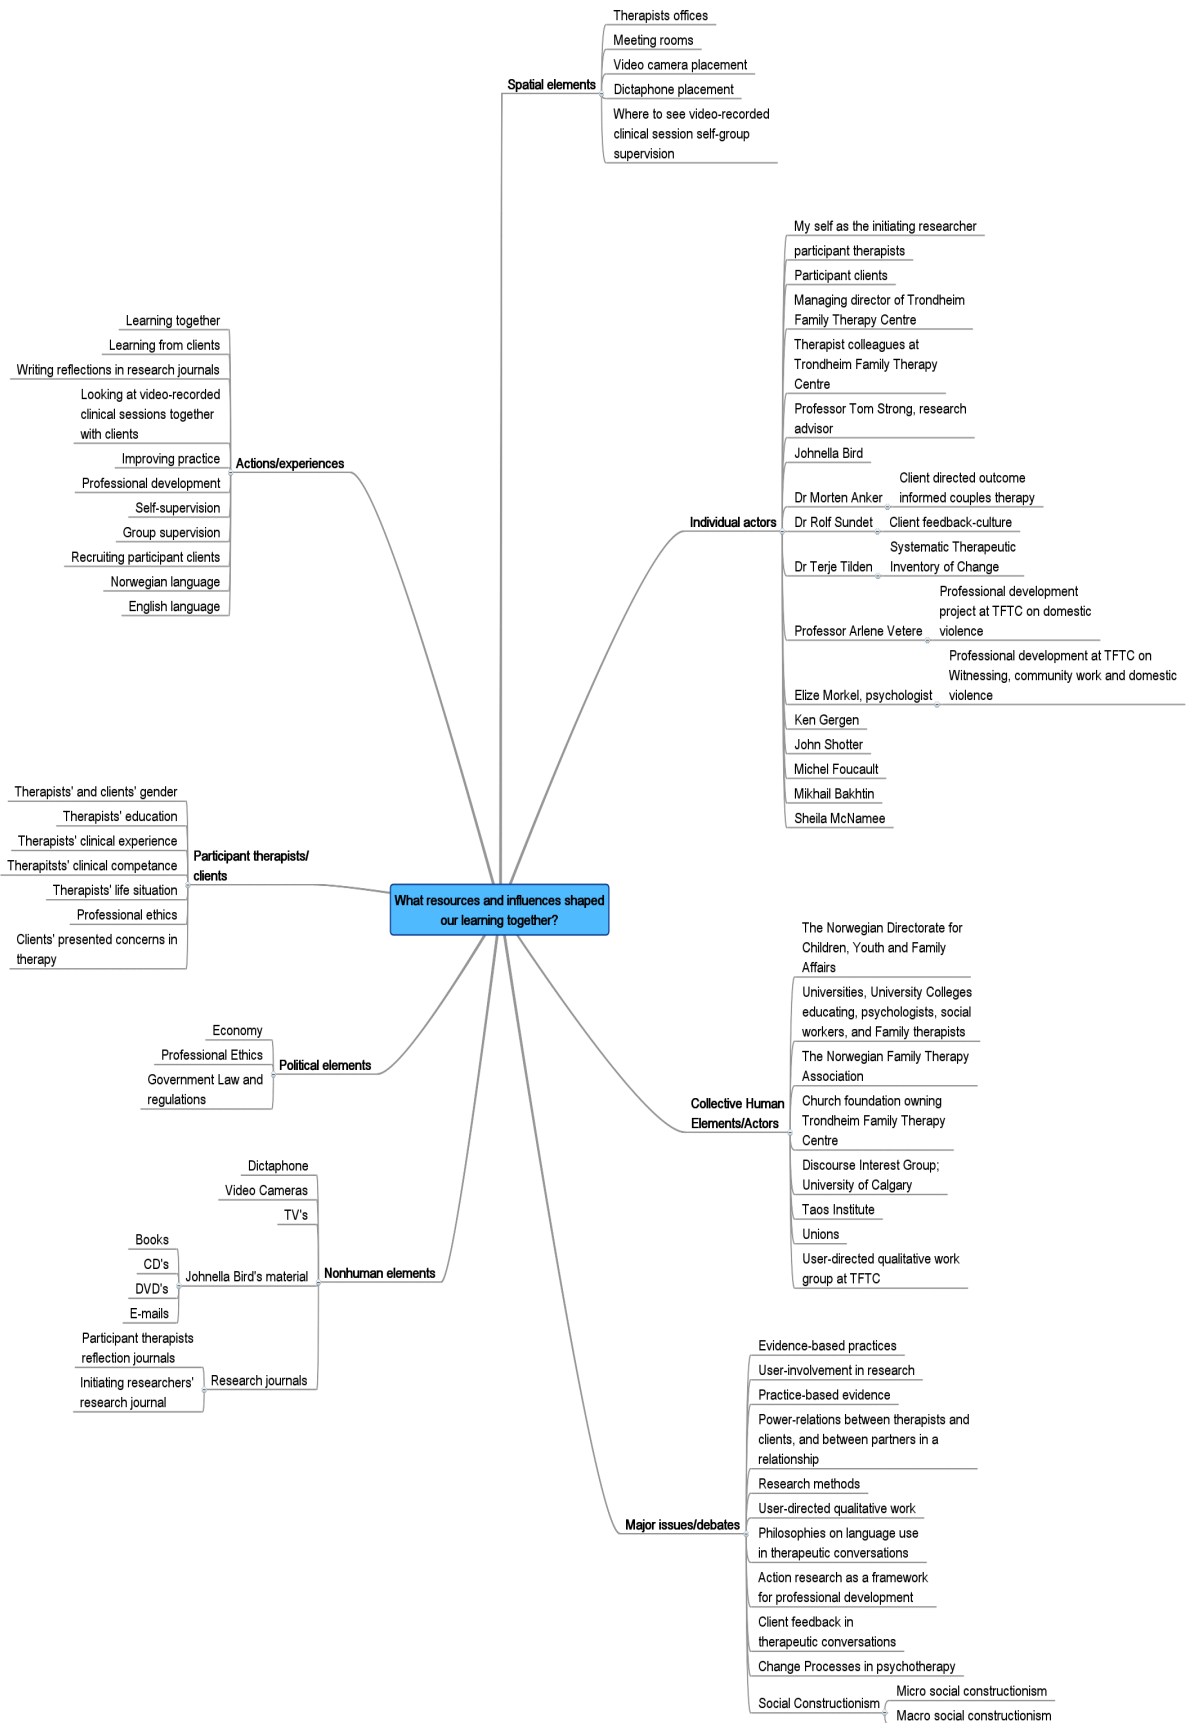 What resources and influences shaped
our learning together?
Spatial elements
Therapists offices
Meeting rooms
Video camera placement
Dictaphone placement
Where to see video-recorded
clinical session self-group
supervision
Individual actors
My self as the initiating researcher
participant therapists
Participant clients
Managing director of Trondheim
Family Therapy Centre
Therapist colleagues at
Trondheim Family Therapy
Centre
Professor Tom Strong, research
advisor
Johnella Bird
Dr Morten Anker
Client directed outcome
informed couples therapy
Dr Rolf Sundet
Client feedback-culture
Dr Terje Tilden
Systematic Therapeutic
Inventory of Change
Professor Arlene Vetere
Professional development
project at TFTC on domestic
violence
Elize Morkel, psychologist
Professional development at TFTC on
Witnessing, community work and domestic
violence
Ken Gergen
John Shotter
Michel Foucault
Mikhail Bakhtin
Sheila McNamee
Collective Human
Elements/Actors
The Norwegian Directorate for
Children, Youth and Family
Affairs
Universities, University Colleges
educating, psychologists, social
workers, and Family therapists
The Norwegian Family Therapy
Association
Church foundation owning
Trondheim Family Therapy
Centre
Discourse Interest Group;
University of Calgary
Taos Institute
Unions
User-directed qualitative work
group at TFTC
Major issues/debates
Evidence-based practices
User-involvement in research
Practice-based evidence
Power-relations between therapists and
clients, and between partners in a
relationship
Research methods
User-directed qualitative work
Philosophies on language use
in therapeutic conversations
Action research as a framework
for professional development
Client feedback in
therapeutic conversations
Change Processes in psychotherapy
Social Constructionism
Micro social constructionism
Macro social constructionism
Actions/experiences
Learning together
Learning from clients
Writing reflections in research journals
Looking at video-recorded
clinical sessions together
with clients
Improving practice
Professional development
Self-supervision
Group supervision
Recruiting participant clients
Norwegian language
English language
Participant therapists/
clients
Therapists' and clients' gender
Therapists' education
Therapists' clinical experience
Therapitsts' clinical competance
Therapists' life situation
Professional ethics
Clients' presented concerns in
therapy
Political elements
Economy
Professional Ethics
Government Law and
regulations
Nonhuman elements
Dictaphone
Video Cameras
TV's
Johnella Bird's material
Books
CD's
DVD's
E-mails
Research journals
Participant therapists
reflection journals
Initiating researchers'
research journal